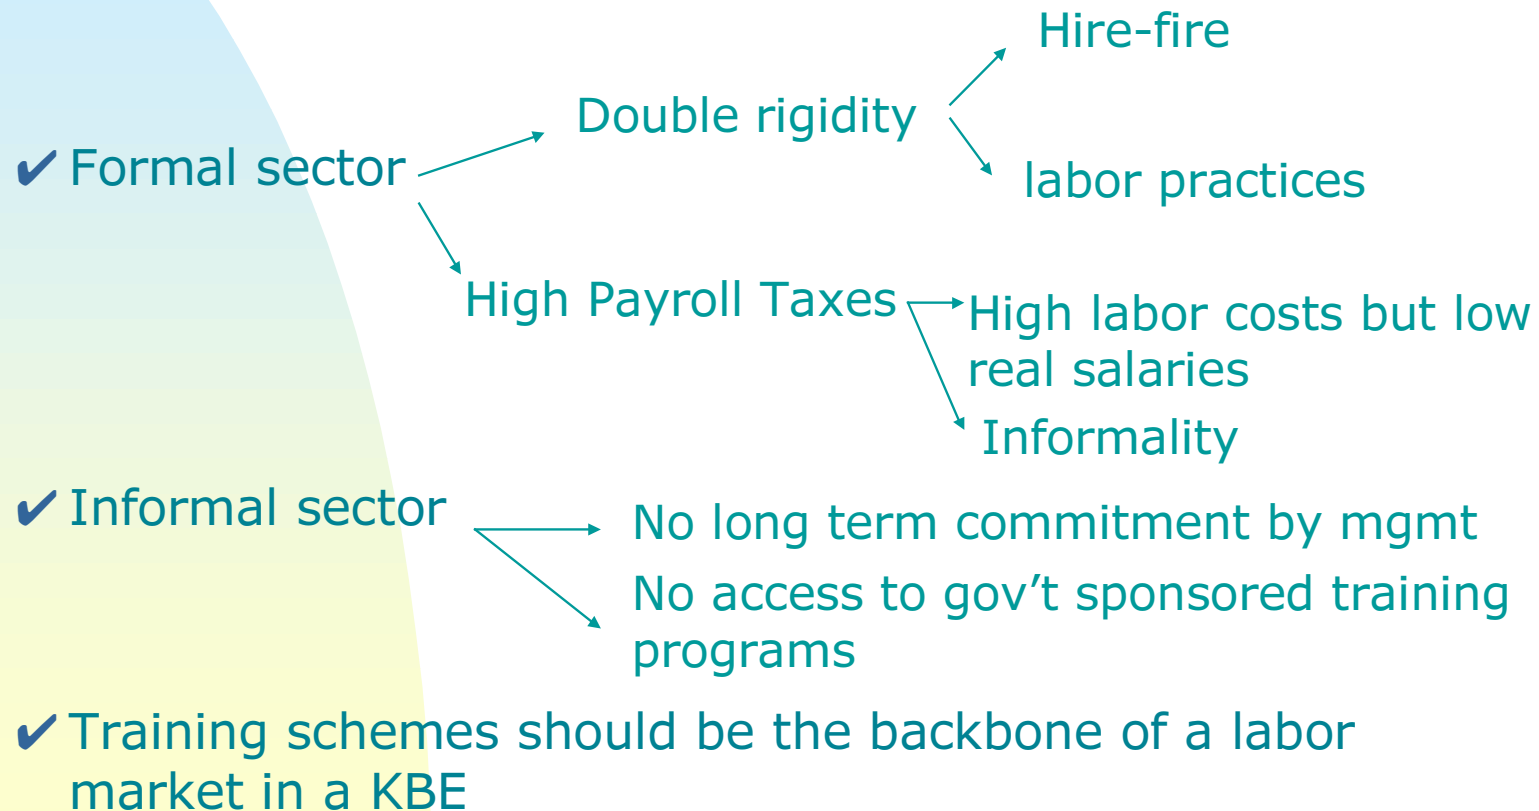 Hire-fire
Double rigidity
✔ Formal sector
labor practices
High Payroll Taxes
High labor costs but low
real salaries
Informality
✔ Informal sector
No long term commitment by mgmt
No access to gov’t sponsored training
programs
✔ Training schemes should be the backbone of a labor
market in a KBE